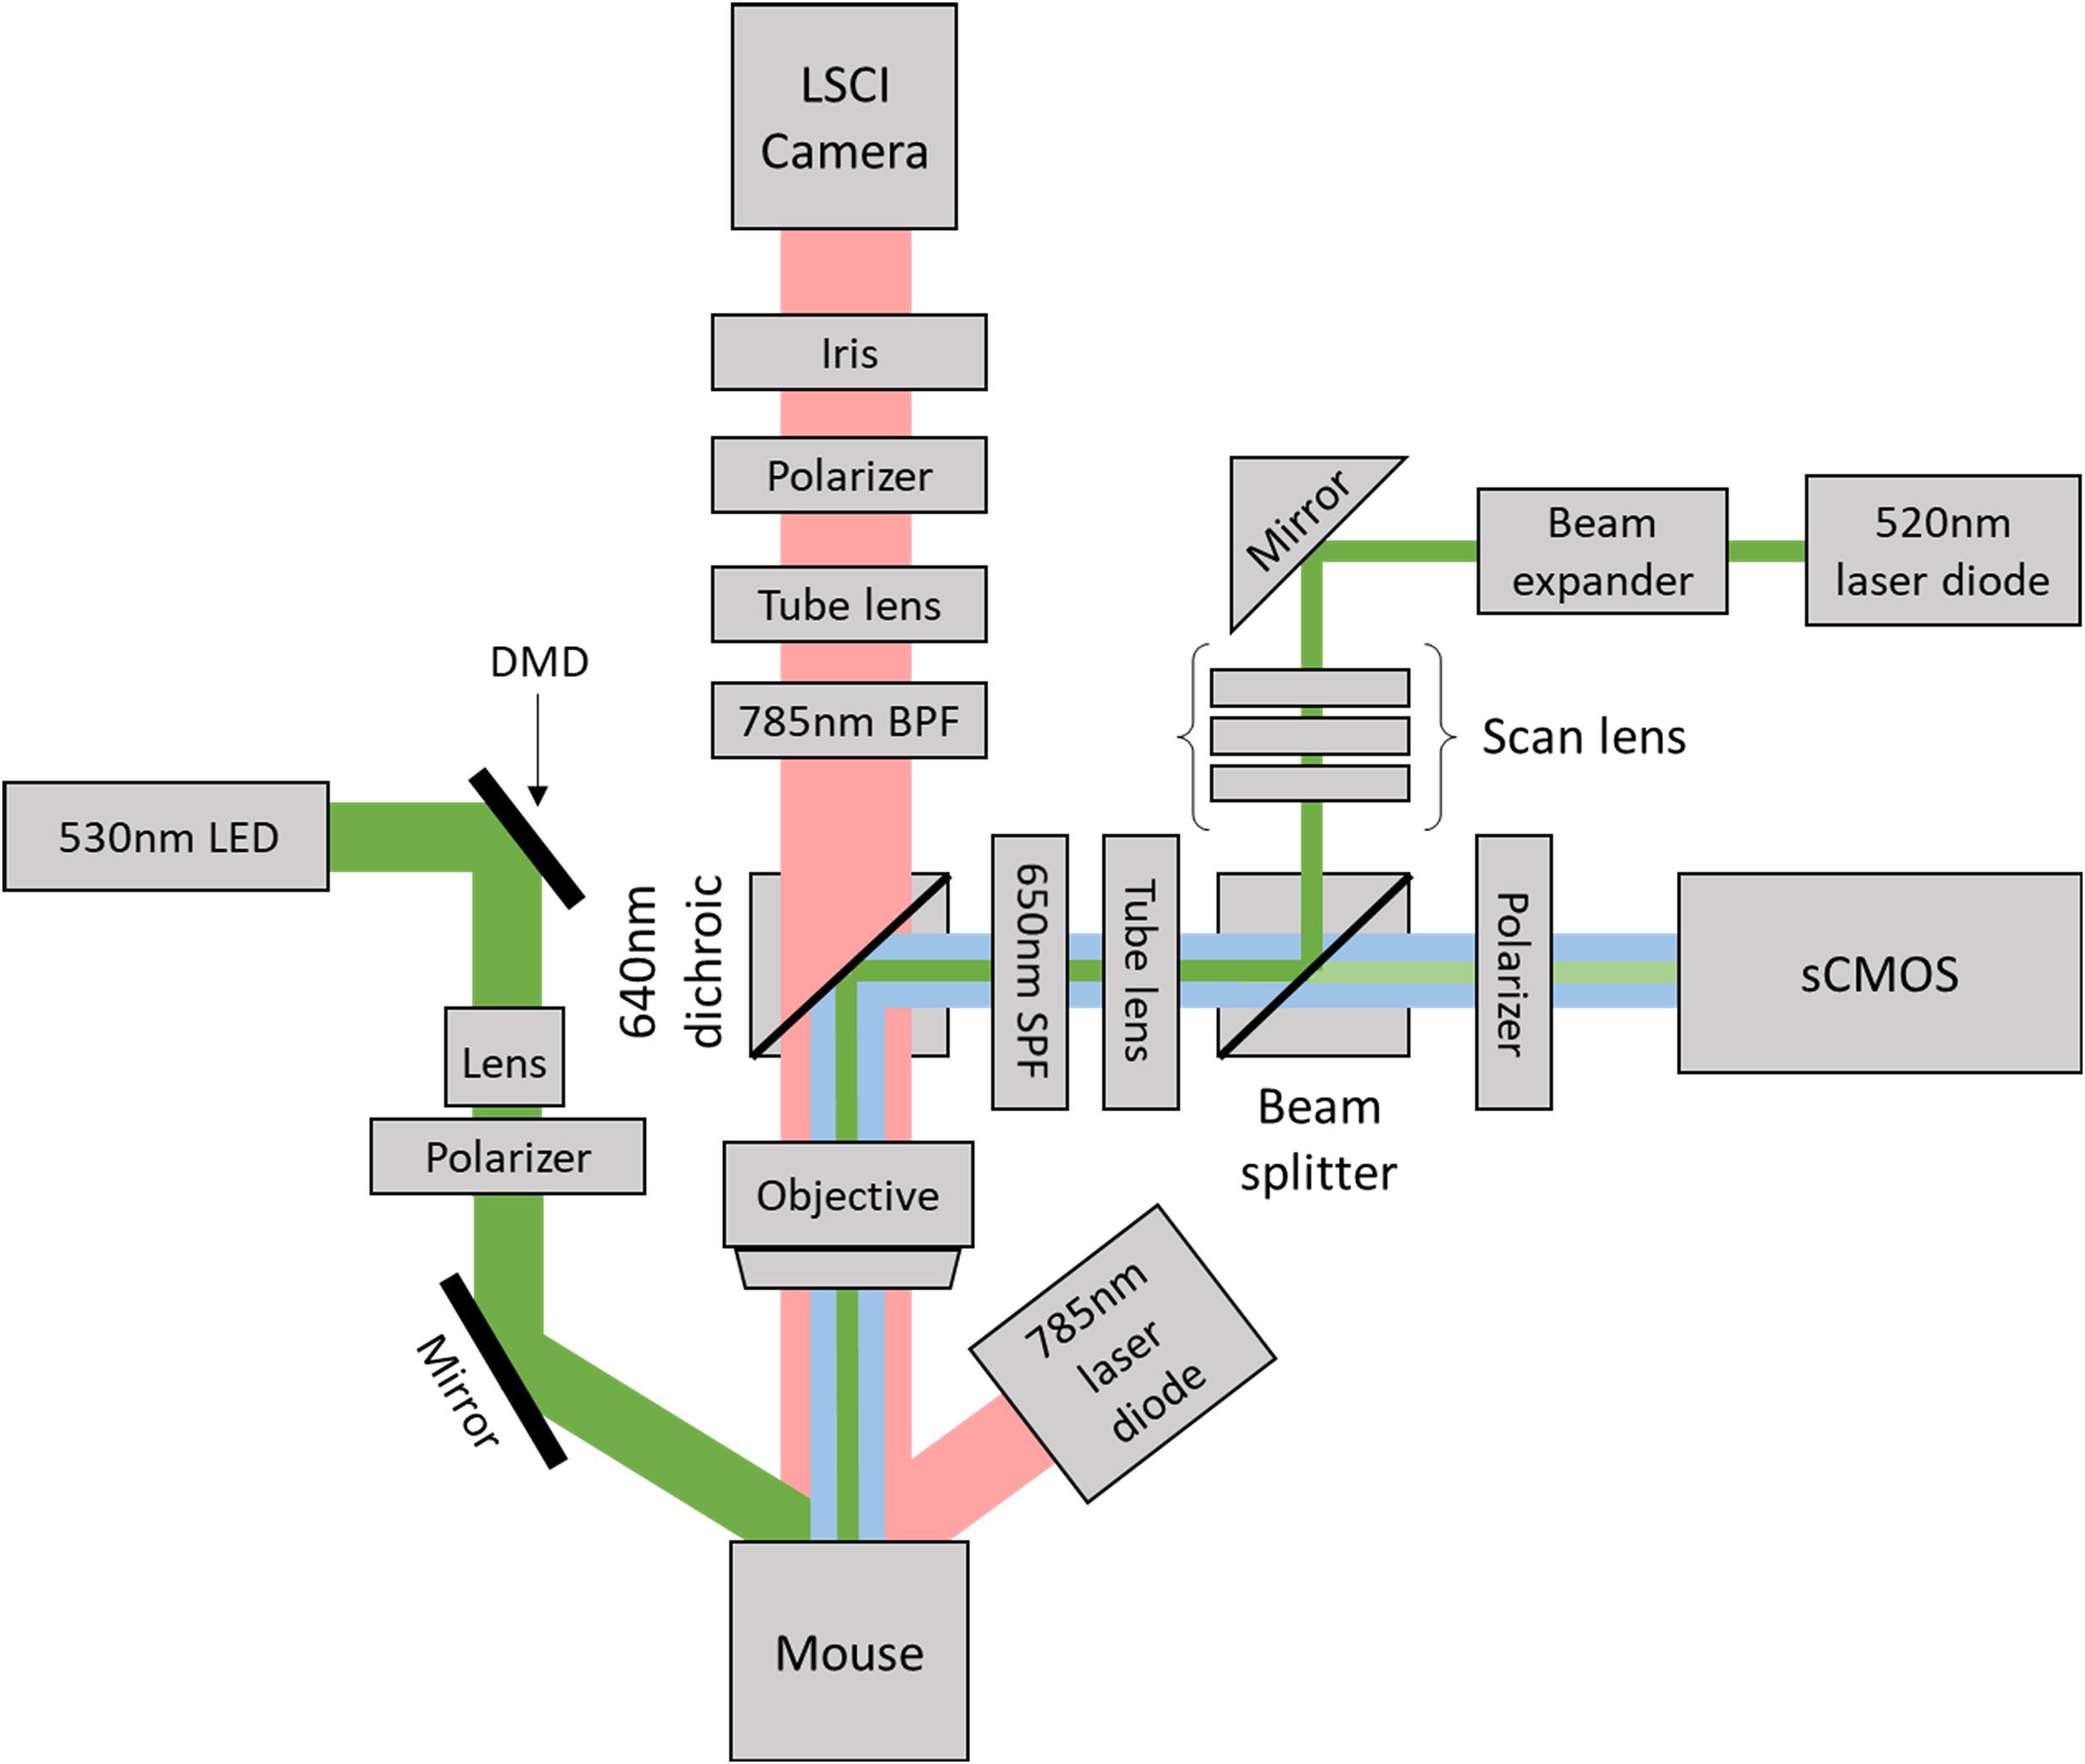 LSCI
Camera
Iris
Polarizer
Tube lens
785nm BPF
Mirror
Beam
expander
520nm
laser diode
Scan lens
DMD
530nm LED
Lens
Polarizer
Mirror
640nm
dichroic
650nm SPF
Tube lens
Beam
splitter
Polarizer
sCMOS
Objective
785nm
laser
diode
Mouse